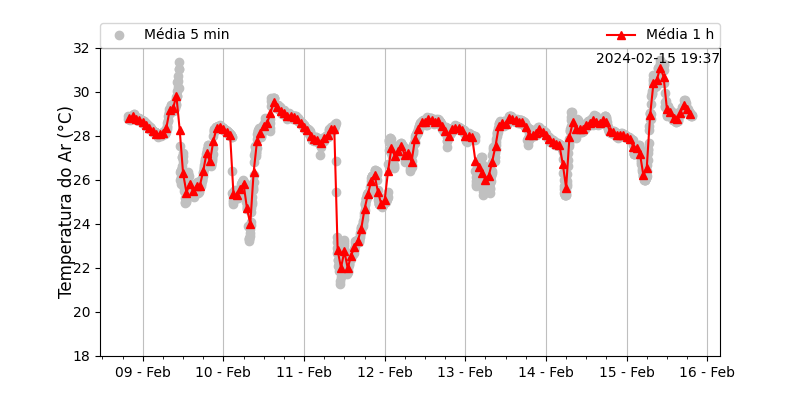 Média 5 min
Média 1 h
2024-02-15 19:37
Temperatura do Ar (°C)
32
30
28
26
24
22
20
18
09 - Feb
10 - Feb
11 - Feb
12 - Feb
13 - Feb
14 - Feb
15 - Feb
16 - Feb